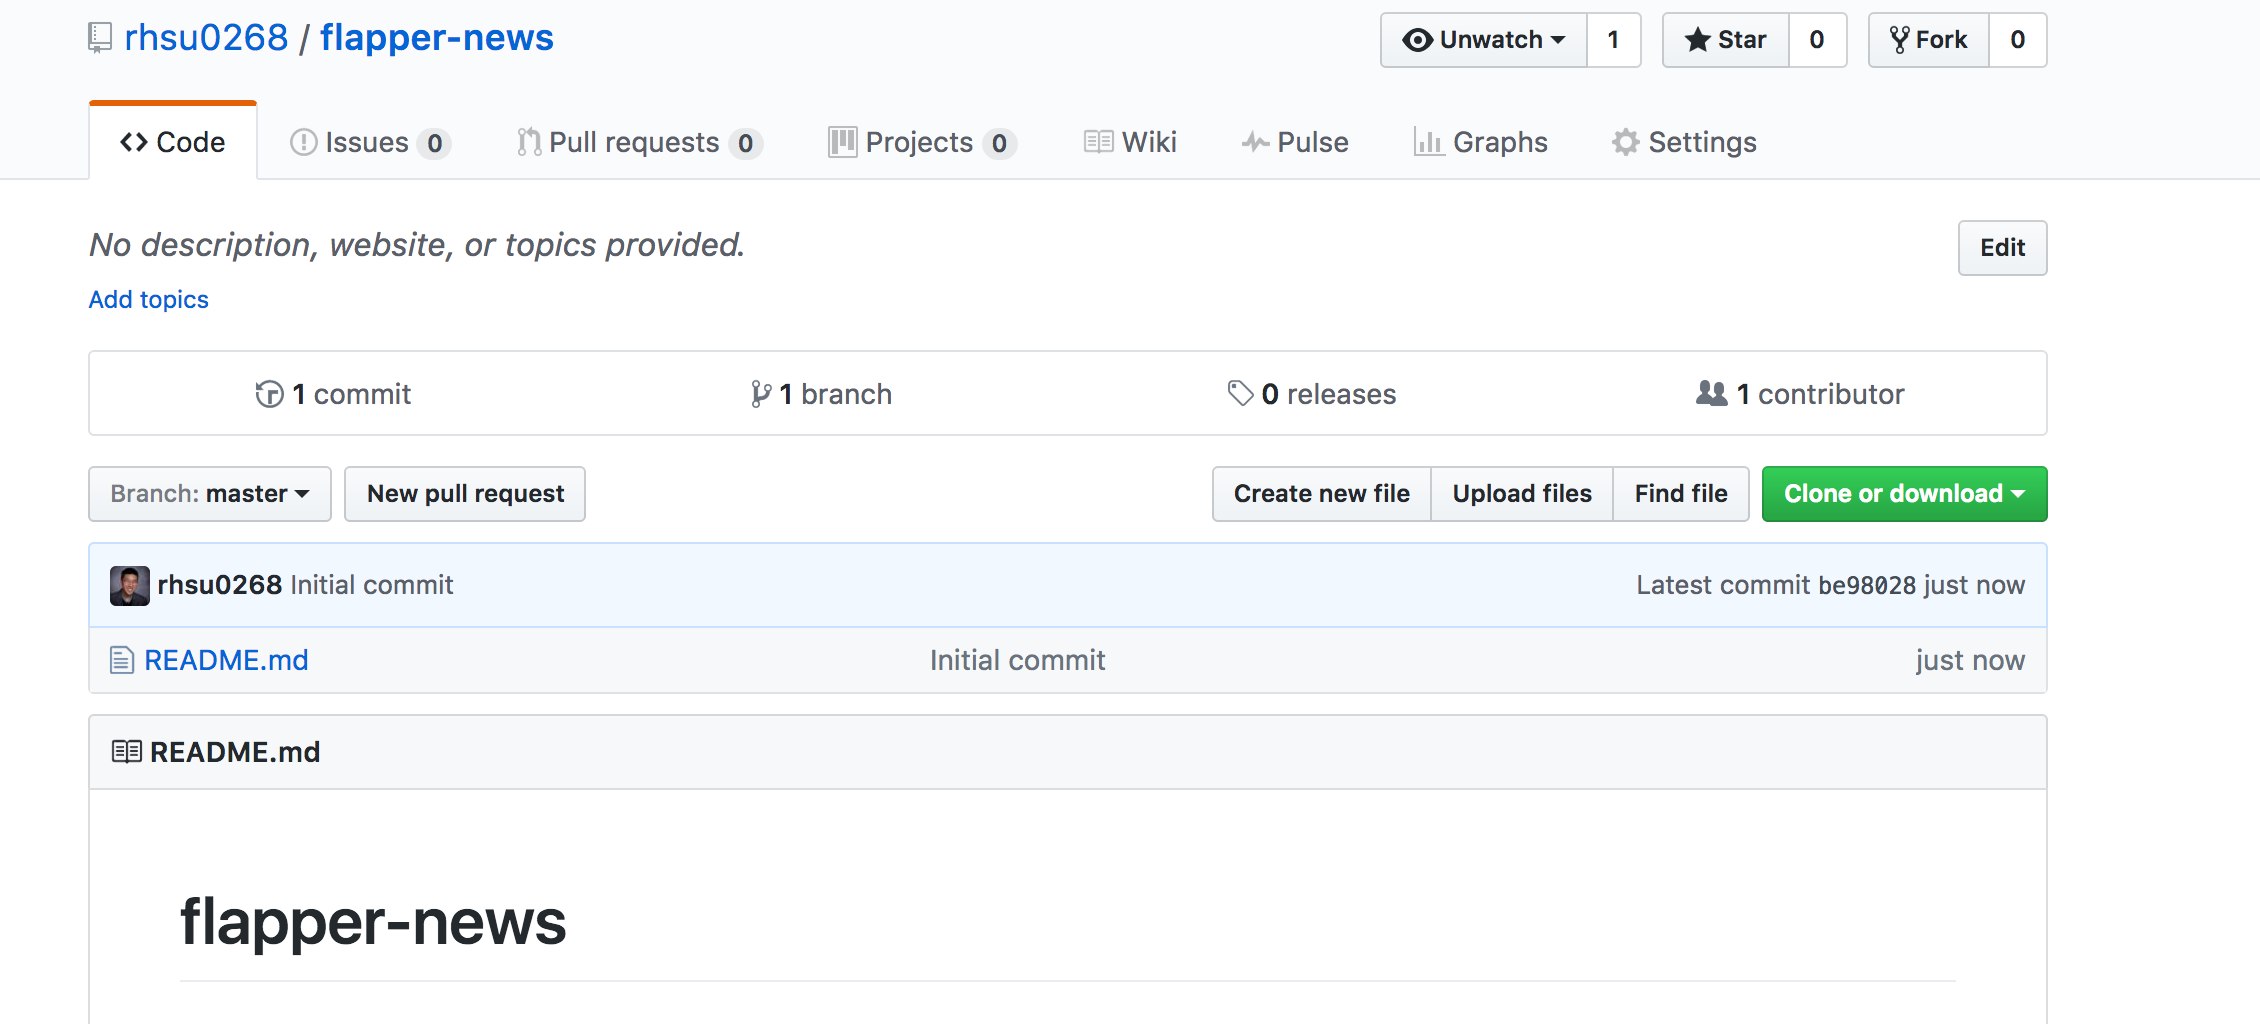 rhsu0268 / flapper-news Unwatch 1 Star 0 Fork 0
Code Issues 0 Pull requests 0 Projects 0 Wiki Pulse Graphs Settings
No description, website, or topics provided. Edit
Add topics
1 commit 1 branch 0 releases 1 contributor
Branch: master New pull request Create new file Upload files Find file Clone or download
rhsu0268 Initial commit Latest commit be98028 just now
README.md Initial commit just now
README.md
flapper-news